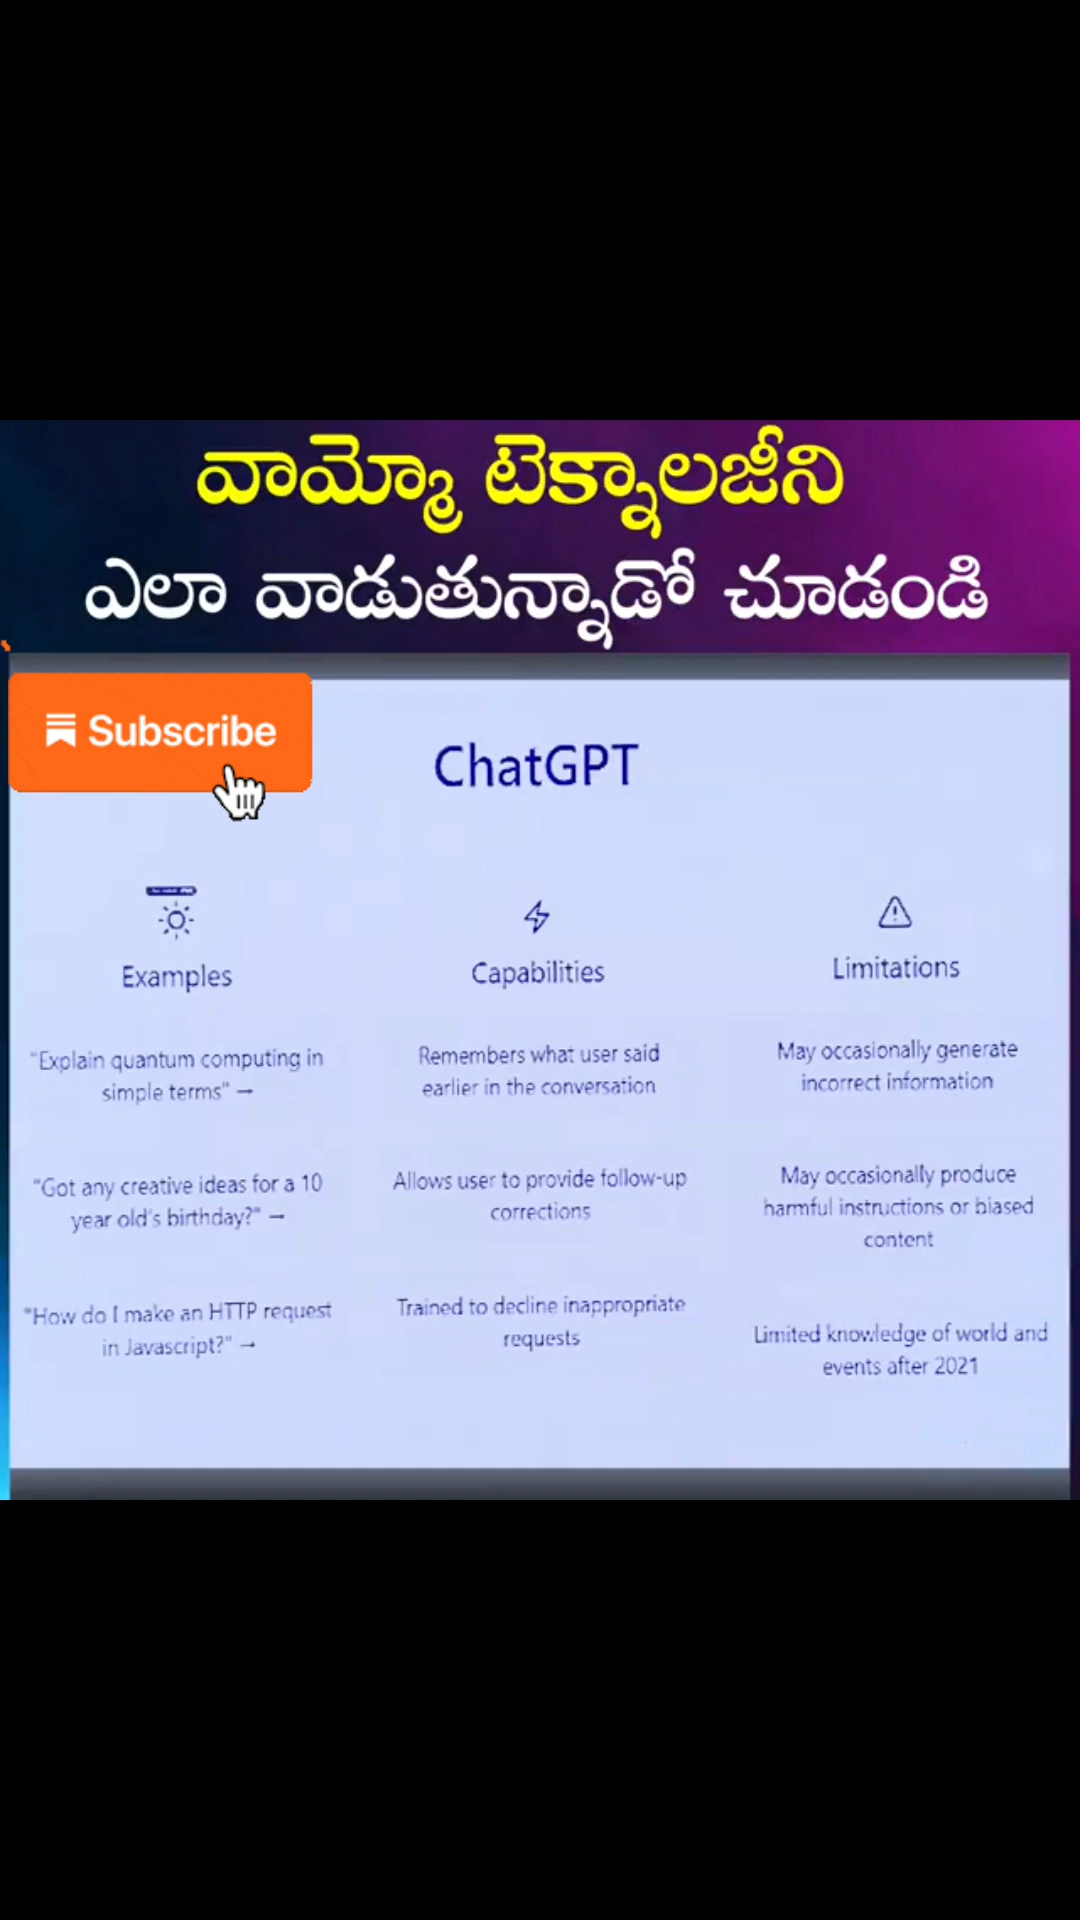 వామ్మో టెక్నాలజీని
ఎలా వాడుతున్నాడో చూడండి
Subscribe
ChatGPT
Examples
"Explain quantum computing in
simple terms" →
"Got any creative ideas for a 10
year old's birthday?" →
"How do I make an HTTP request
in Javascript?" →
Capabilities
Remembers what user said
earlier in the conversation
Allows user to provide follow-up
corrections
Trained to decline inappropriate
requests
Limitations
May occasionally generate
incorrect information
May occasionally produce
harmful instructions or biased
content
Limited knowledge of world and
events after 2021